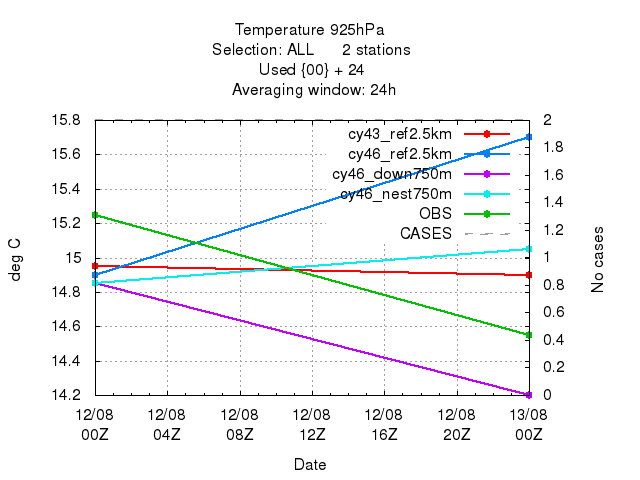 Temperature 925hPa
Selection: ALL      2 stations
Used {00} + 24
Averaging window: 24h
deg C
15.8
15.6
15.4
15.2
15
14.8
14.6
14.4
14.2
cy43_ref2.5km
cy46_ref2.5km
cy46_down750m
cy46_nest750m
OBS
CASES
2
1.8
1.6
1.4
1.2
1
0.8
0.6
0.4
0.2
0
No cases
12/08 12/08 12/08 12/08 12/08 12/08 13/08
00Z 04Z 08Z 12Z 16Z 20Z 00Z
Date